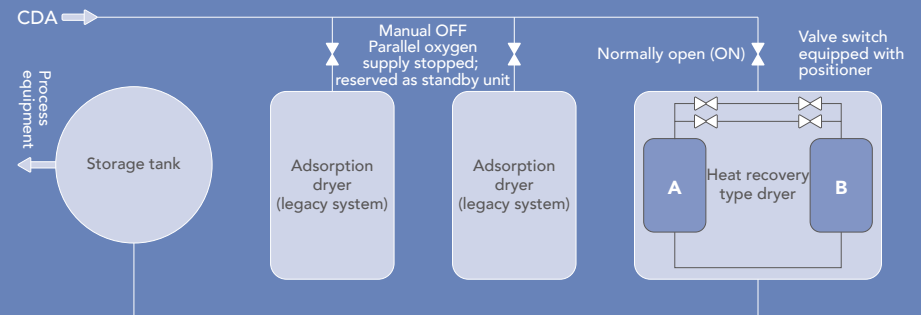 CDA
Manual OFF
Parallel oxygen
supply stopped;
reserved as standby unit
Normally open (ON)
Valve switch
equipped with
positioner
Process
equipment
Storage tank
Adsorption
dryer
(legacy system)
Adsorption
dryer
(legacy system)
A
Heat recovery
type dryer
B